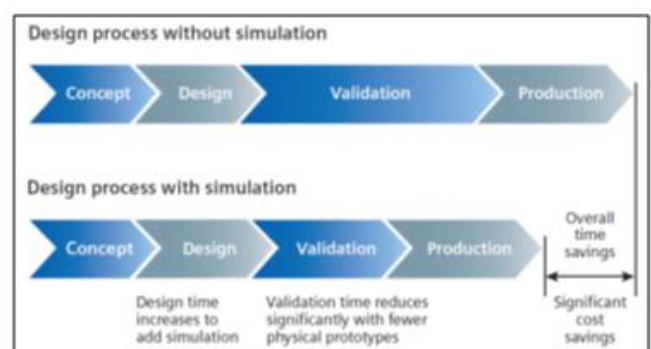 Design process without simulation
Concept
Design
Validation
Production
Design process with simulation
Concept
Design
Validation
Production
Overall
time
savings
Design time
increases to
add simulation
Validation time reduces
significantly with fewer
physical prototypes
Significant
cost
savings